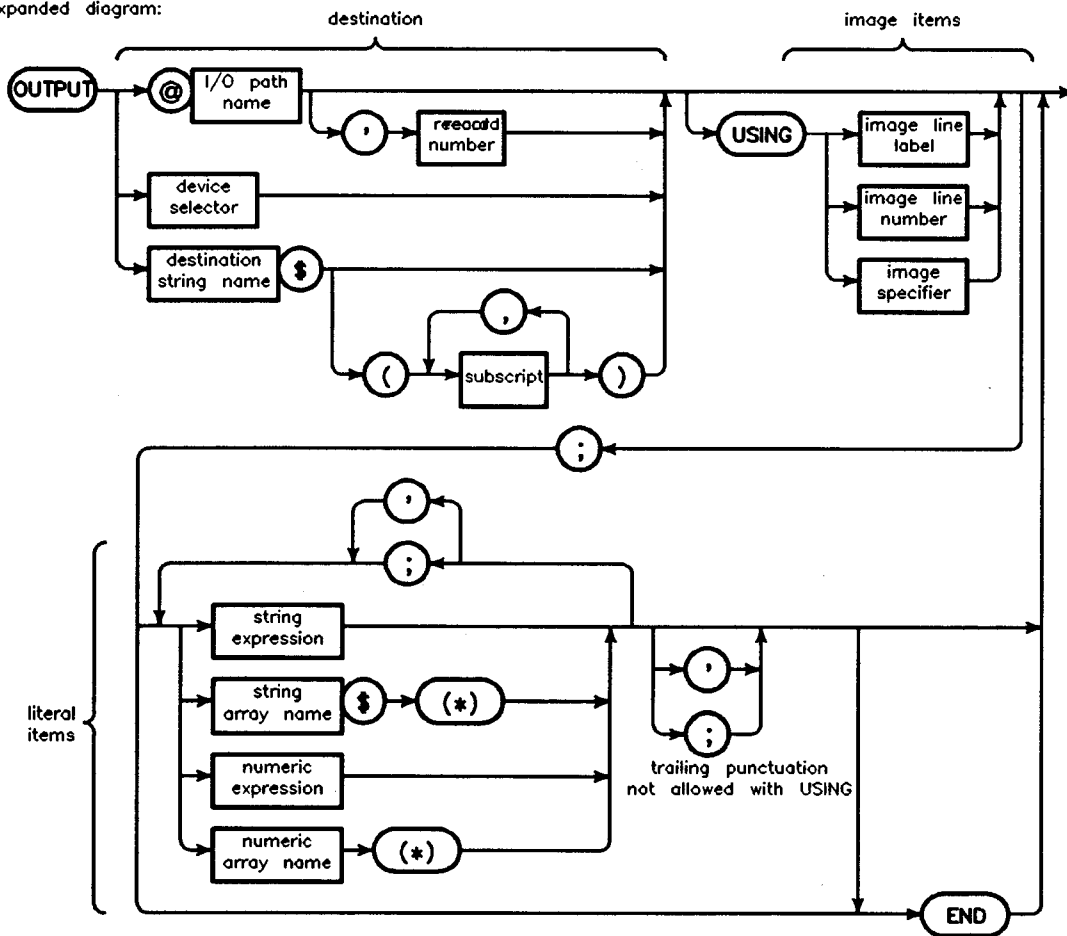 xpanded diagram:
destination
image items
OUTPUT
@
I/O path
name
,
number
USING
image line
label
device
selector
image line
number
destination
string name
$
image
specifier
,
(
subscript
)
;
,
;
string
expression
string
array name
$
(*)
,
;
literal
items
numeric
expression
trailing punctuation
not allowed with USING
numeric
array name
(*)
END